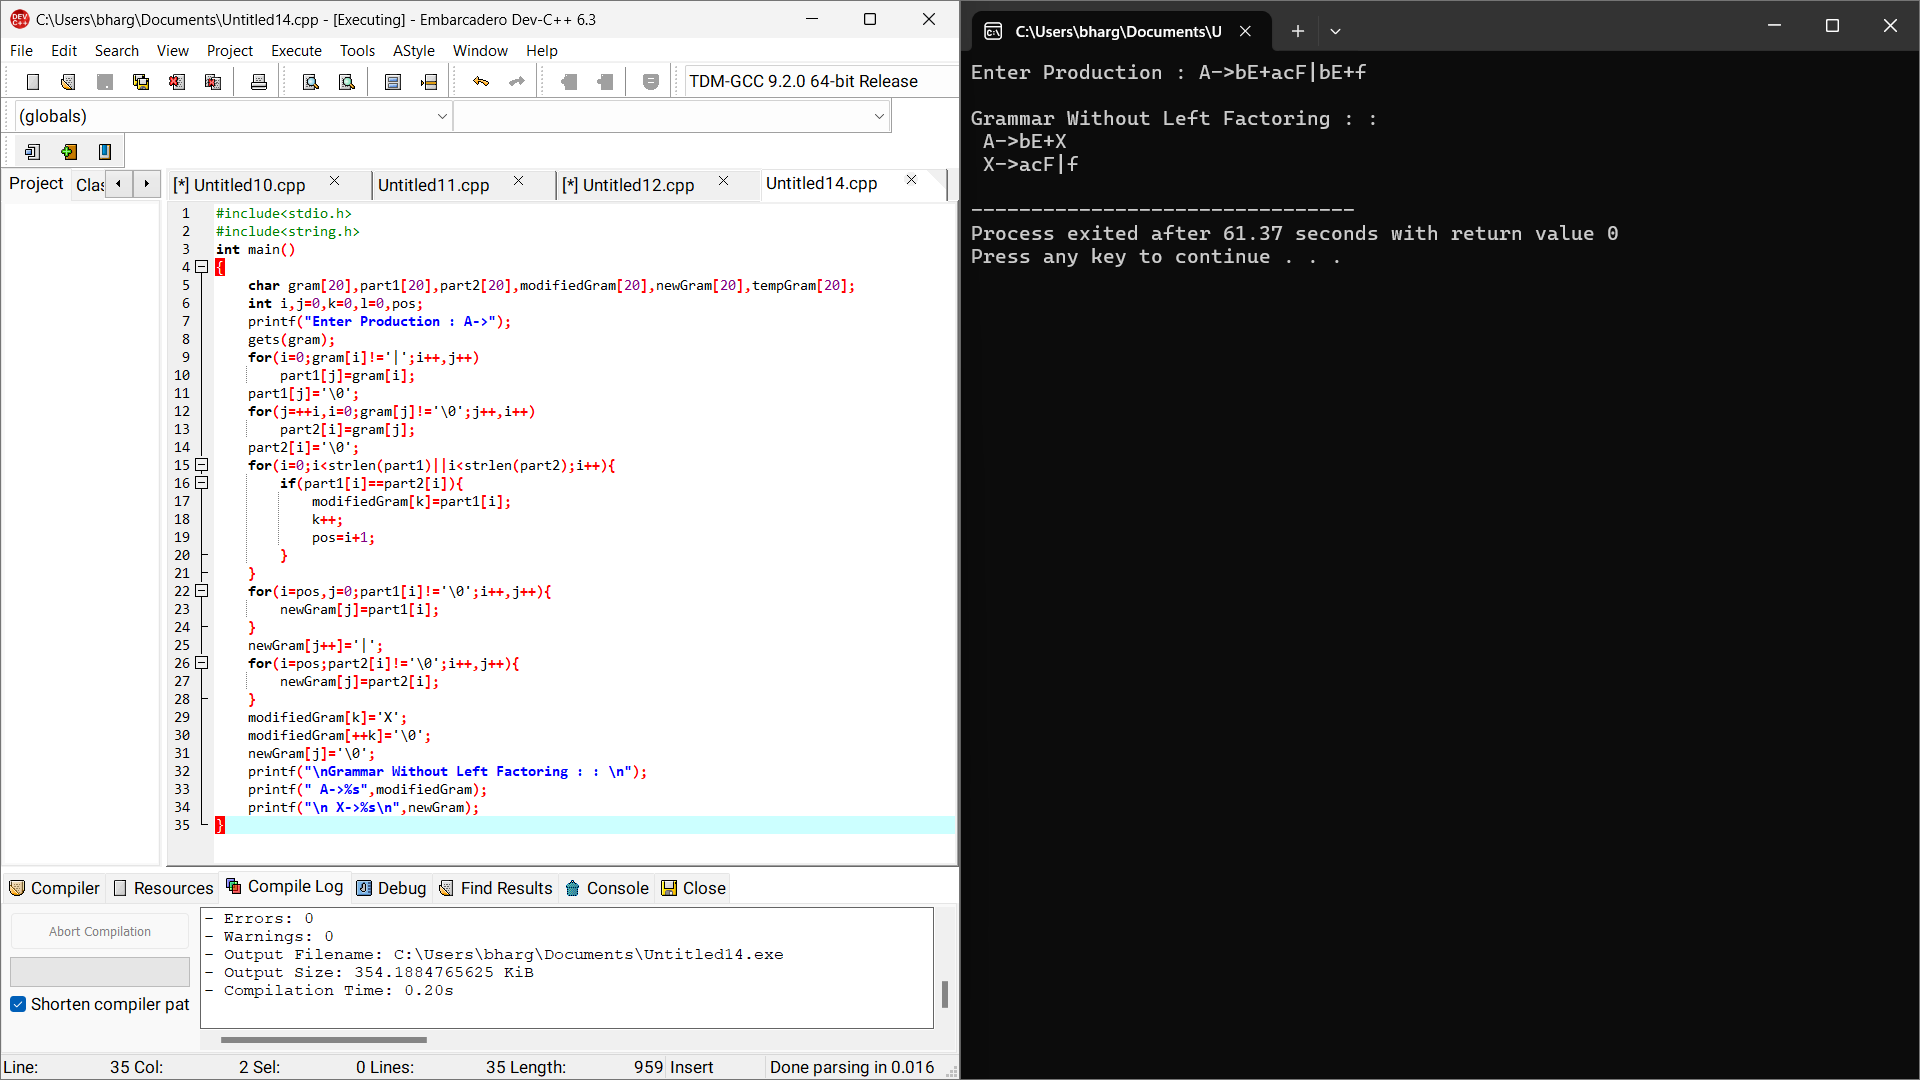 C:\Users\bharg\Documents\Untitled14.cpp - [Executing] - Embarcadero Dev-C++ 6.3
File Edit Search View Project Execute Tools AStyle Window Help
TDM-GCC 9.2.0 64-bit Release
(globals)
Project Clas [*] Untitled10.cpp Untitled11.cpp [*] Untitled12.cpp Untitled14.cpp
1 #include<stdio.h>
2 #include<string.h>
3 int main()
4 {
5 char gram[20],part1[20],part2[20],modifiedGram[20],newGram[20],tempGram[20];
6 int i,j=0,k=0,l=0,pos;
7 printf("Enter Production : A->");
8 gets(gram);
9 for(i=0;gram[i]!='|';i++,j++)
10 part1[j]=gram[i];
11 part1[j]='\0';
12 for(j=++i,i=0;gram[j]!='\0';j++,i++)
13 part2[i]=gram[j];
14 part2[i]='\0';
15 for(i=0;i<strlen(part1)||i<strlen(part2);i++){
16 if(part1[i]==part2[i]){
17 modifiedGram[k]=part1[i];
18 k++;
19 pos=i+1;
20 }
21 }
22 for(i=pos,j=0;part1[i]!='\0';i++,j++){
23 newGram[j]=part1[i];
24 }
25 newGram[j++]='|';
26 for(i=pos;part2[i]!='\0';i++,j++){
27 newGram[j]=part2[i];
28 }
29 modifiedGram[k]='X';
30 modifiedGram[++k]='\0';
31 newGram[j]='\0';
32 printf("\nGrammar Without Left Factoring : : \n");
33 printf(" A->%s",modifiedGram);
34 printf("\n X->%s\n",newGram);
35 }
Compiler Resources Compile Log Debug Find Results Console Close
Abort Compilation
Shorten compiler pat
- Errors: 0
- Warnings: 0
- Output Filename: C:\Users\bharg\Documents\Untitled14.exe
- Output Size: 354.1884765625 KiB
- Compilation Time: 0.20s
Line: 35 Col: 2 Sel: 0 Lines: 35 Length: 959 Insert Done parsing in 0.016
C:\Users\bharg\Documents\U
Enter Production : A->bE+acF|bE+f
Grammar Without Left Factoring : :
A->bE+X
X->acF|f
--------------------------------
Process exited after 61.37 seconds with return value 0
Press any key to continue . . .